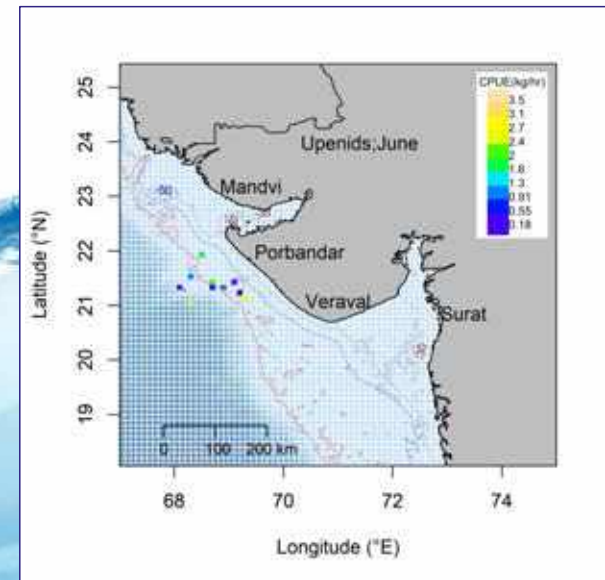 CPUE(kg/hr)
3.5
3.1
2.7
2.4
2
1.6
1.3
0.91
0.55
0.18
Upenids;June
Mandvi
Porbandar
Veraval
Surat
Latitude (°N)
25
24
23
22
21
20
19
0 100 200 km
68 70 72 74
Longitude (°E)